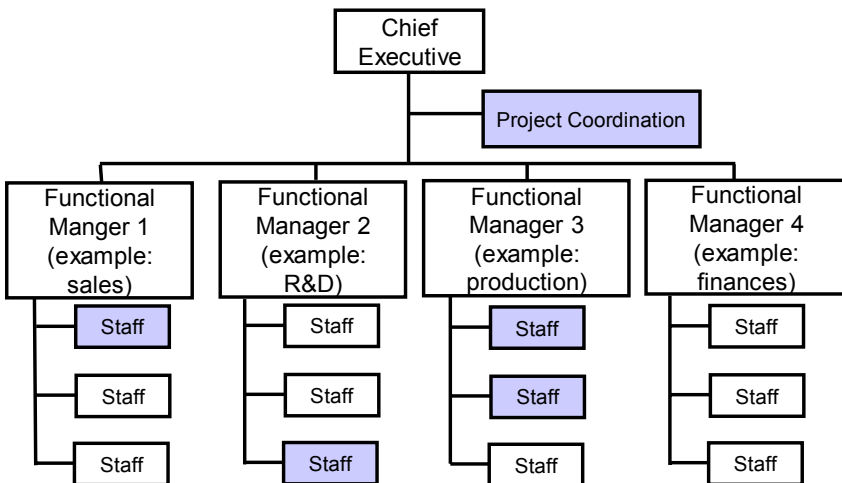 Chief
Executive
Project Coordination
Functional
Manger 1
(example:
sales)
Functional
Manager 2
(example:
R&D)
Functional
Manager 3
(example:
production)
Functional
Manager 4
(example:
finances)
Staff
Staff
Staff
Staff
Staff
Staff
Staff
Staff
Staff
Staff
Staff
Staff